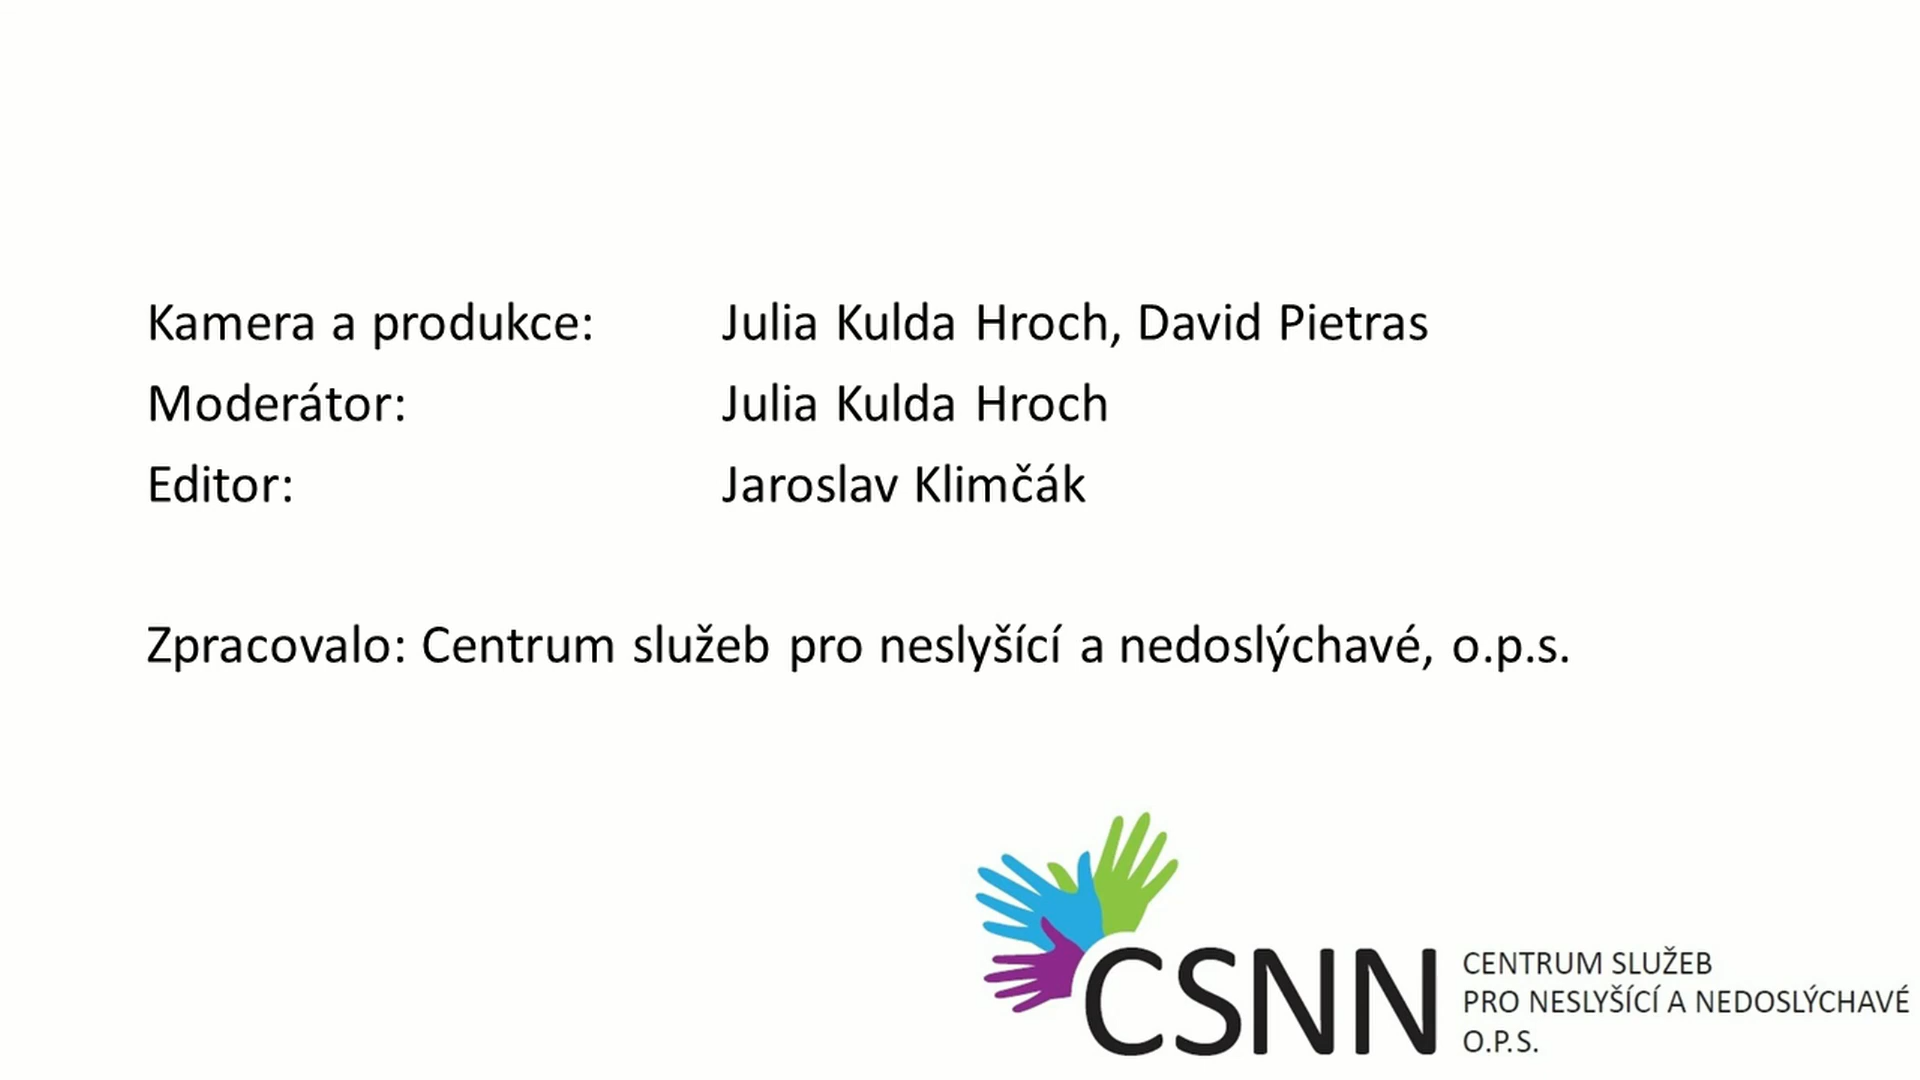 Kamera a produkce: Julia Kulda Hroch, David Pietras
Moderátor: Julia Kulda Hroch
Editor: Jaroslav Klimčák
Zpracovalo: Centrum služeb pro neslyšící a nedoslýchavé, o.p.s.
CSNN
CENTRUM SLUŽEB
PRO NESLYŠÍCÍ A NEDOSLÝCHAVÉ
O.P.S.